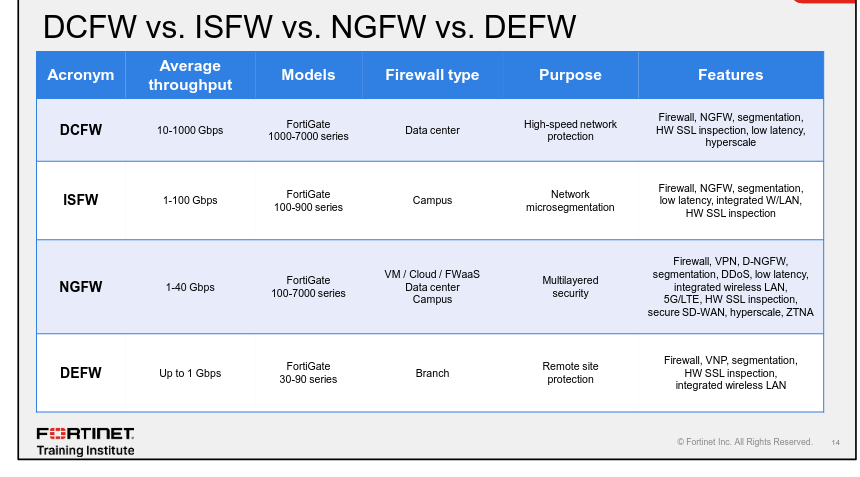 DCFW vs. ISFW vs. NGFW vs. DEFW
Acronym
Average
throughput
Models
Firewall type
Purpose
Features
DCFW
10-1000 Gbps
FortiGate
1000-7000 series
Data center
High-speed network
protection
Firewall, NGFW, segmentation,
HW SSL inspection, low latency,
hyperscale
ISFW
1-100 Gbps
FortiGate
100-900 series
Campus
Network
microsegmentation
Firewall, NGFW, segmentation,
low latency, integrated W/LAN,
HW SSL inspection
NGFW
1-40 Gbps
FortiGate
100-7000 series
VM / Cloud / FWaaS
Data center
Campus
Multilayered
security
Firewall, VPN, D-NGFW,
segmentation, DDoS, low latency,
integrated wireless LAN,
5G/LTE, HW SSL inspection,
secure SD-WAN, hyperscale, ZTNA
DEFW
Up to 1 Gbps
FortiGate
30-90 series
Branch
Remote site
protection
Firewall, VNP, segmentation,
HW SSL inspection,
integrated wireless LAN
FORTINET
Training Institute
© Fortinet Inc. All Rights Reserved.
14